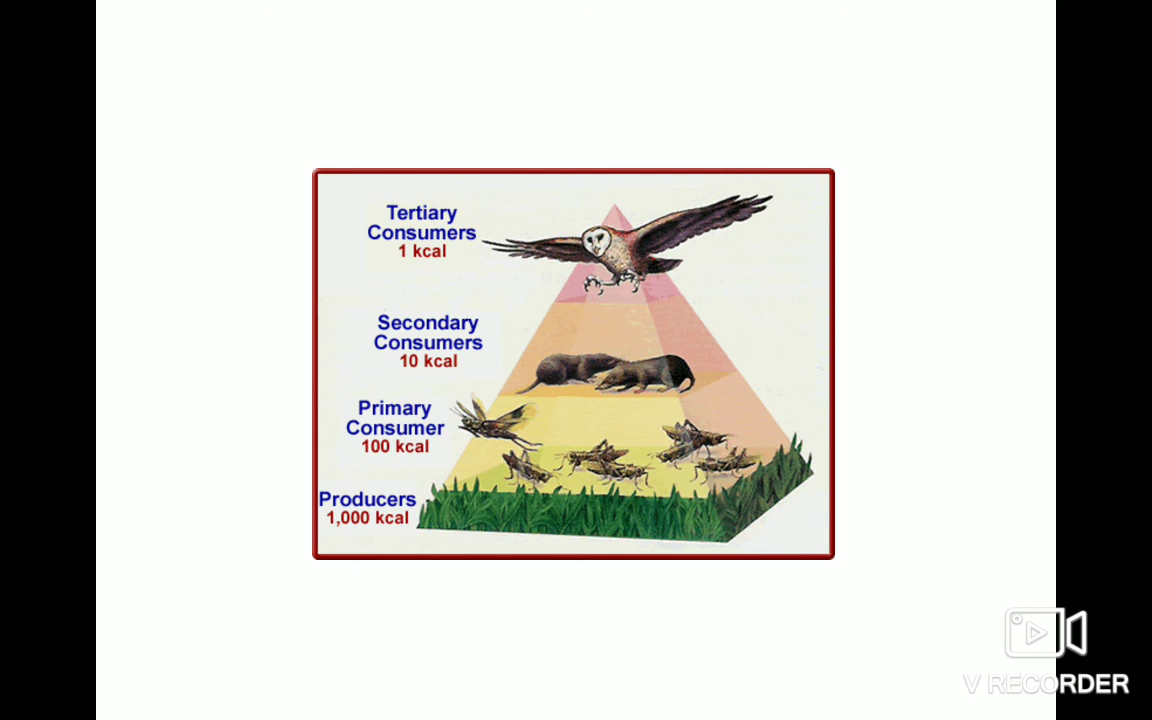 Tertiary
Consumers
1 kcal
Secondary
Consumers
10 kcal
Primary
Consumer
100 kcal
Producers
1,000 kcal
V RECORDER